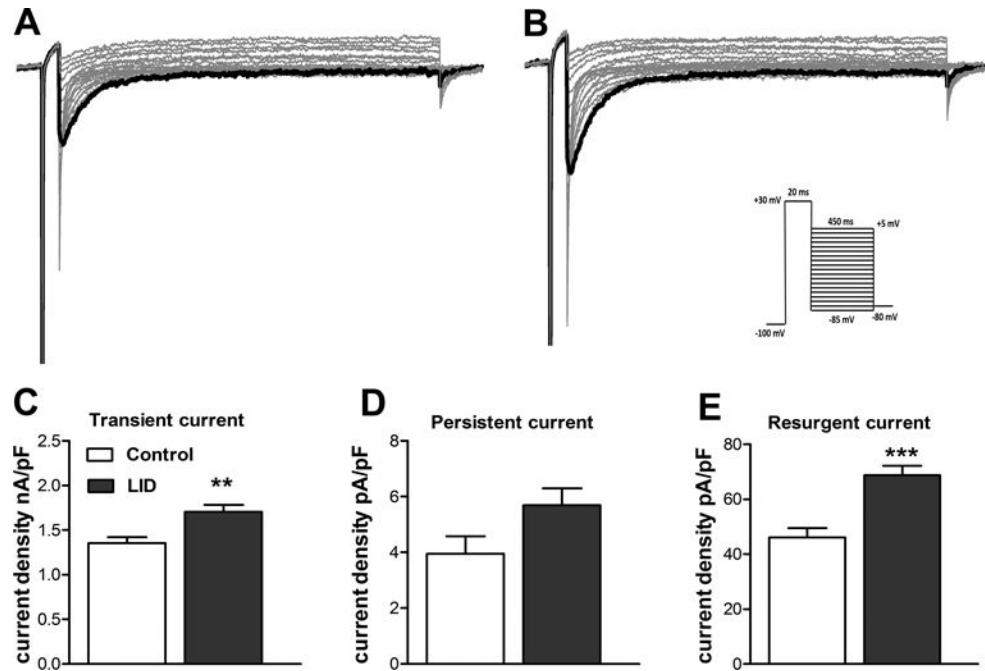 A
B
20 ms
+30 mV
450 ms
+5 mV
-85 mV
-80 mV
-100 mV
C
Transient current
current density nA/pF
2.5
2.0
1.5
1.0
0.5
0.0
Control
LID
**
D
Persistent current
current density pA/pF
8
6
4
2
0
E
Resurgent current
current density pA/pF
80
60
40
20
0
***